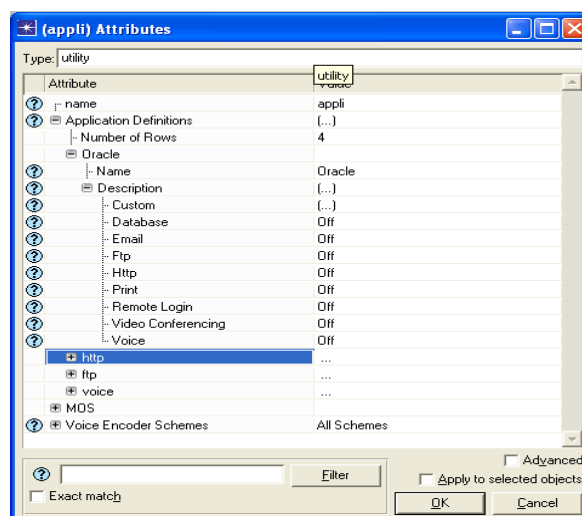 (appli) Attributes
Type: utility
utility
Attribute
name appli
Application Definitions (...)
Number of Rows 4
Oracle
Name Oracle
Description (...)
Custom (...)
Database Off
Email Off
Ftp Off
Http Off
Print Off
Remote Login Off
Video Conferencing Off
Voice Off
http ...
ftp ...
voice ...
MOS
Voice Encoder Schemes All Schemes
Advanced
Filter
Apply to selected objects
Exact match
OK Cancel